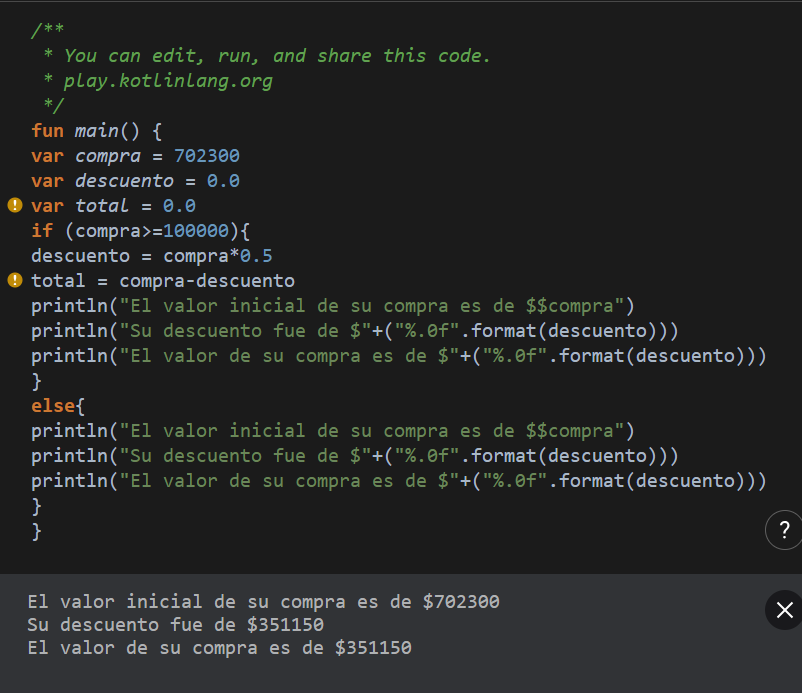 /**
 * You can edit, run, and share this code.
 * play.kotlinlang.org
 */
fun main() {
var compra = 702300
var descuento = 0.0
var total = 0.0
if (compra>=100000){
descuento = compra*0.5
total = compra-descuento
println("El valor inicial de su compra es de $$compra")
println("Su descuento fue de $"+("%.0f".format(descuento)))
println("El valor de su compra es de $"+("%.0f".format(descuento)))
}
else{
println("El valor inicial de su compra es de $$compra")
println("Su descuento fue de $"+("%.0f".format(descuento)))
println("El valor de su compra es de $"+("%.0f".format(descuento)))
}
}
?
El valor inicial de su compra es de $702300
Su descuento fue de $351150
El valor de su compra es de $351150